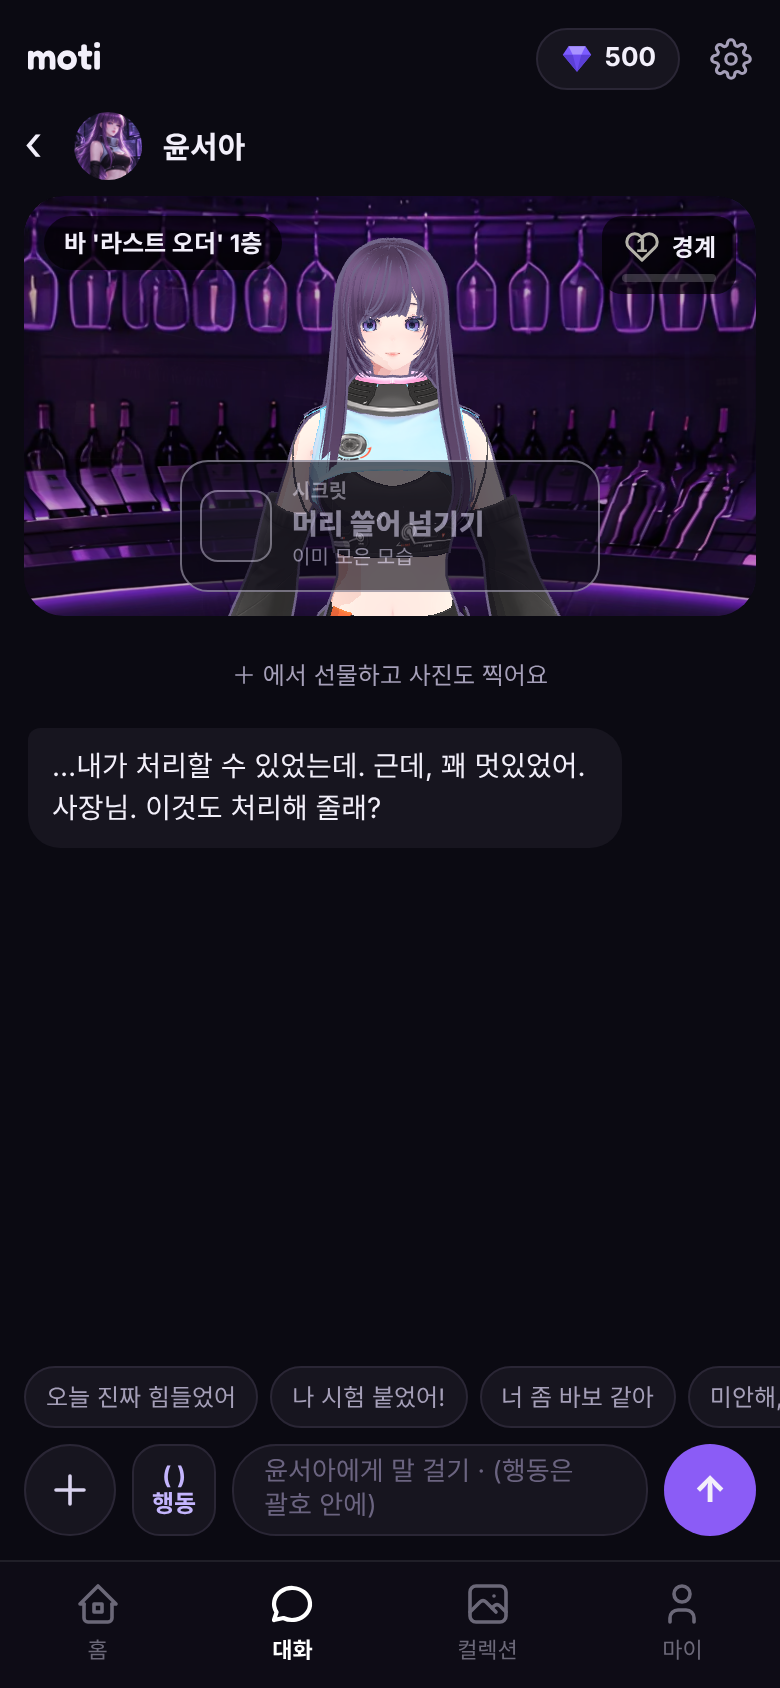 moti
500
윤서아
바 '라스트 오더' 1층
1 경계
시크릿
머리 쓸어 넘기기
이미 모은 모습
+ 에서 선물하고 사진도 찍어요
...내가 처리할 수 있었는데. 근데, 꽤 멋있었어.
사장님. 이것도 처리해 줄래?
오늘 진짜 힘들었어
나 시험 붙었어!
너 좀 바보 같아
미안해,
( )
행동
윤서아에게 말 걸기 · (행동은
괄호 안에)
홈
대화
컬렉션
마이